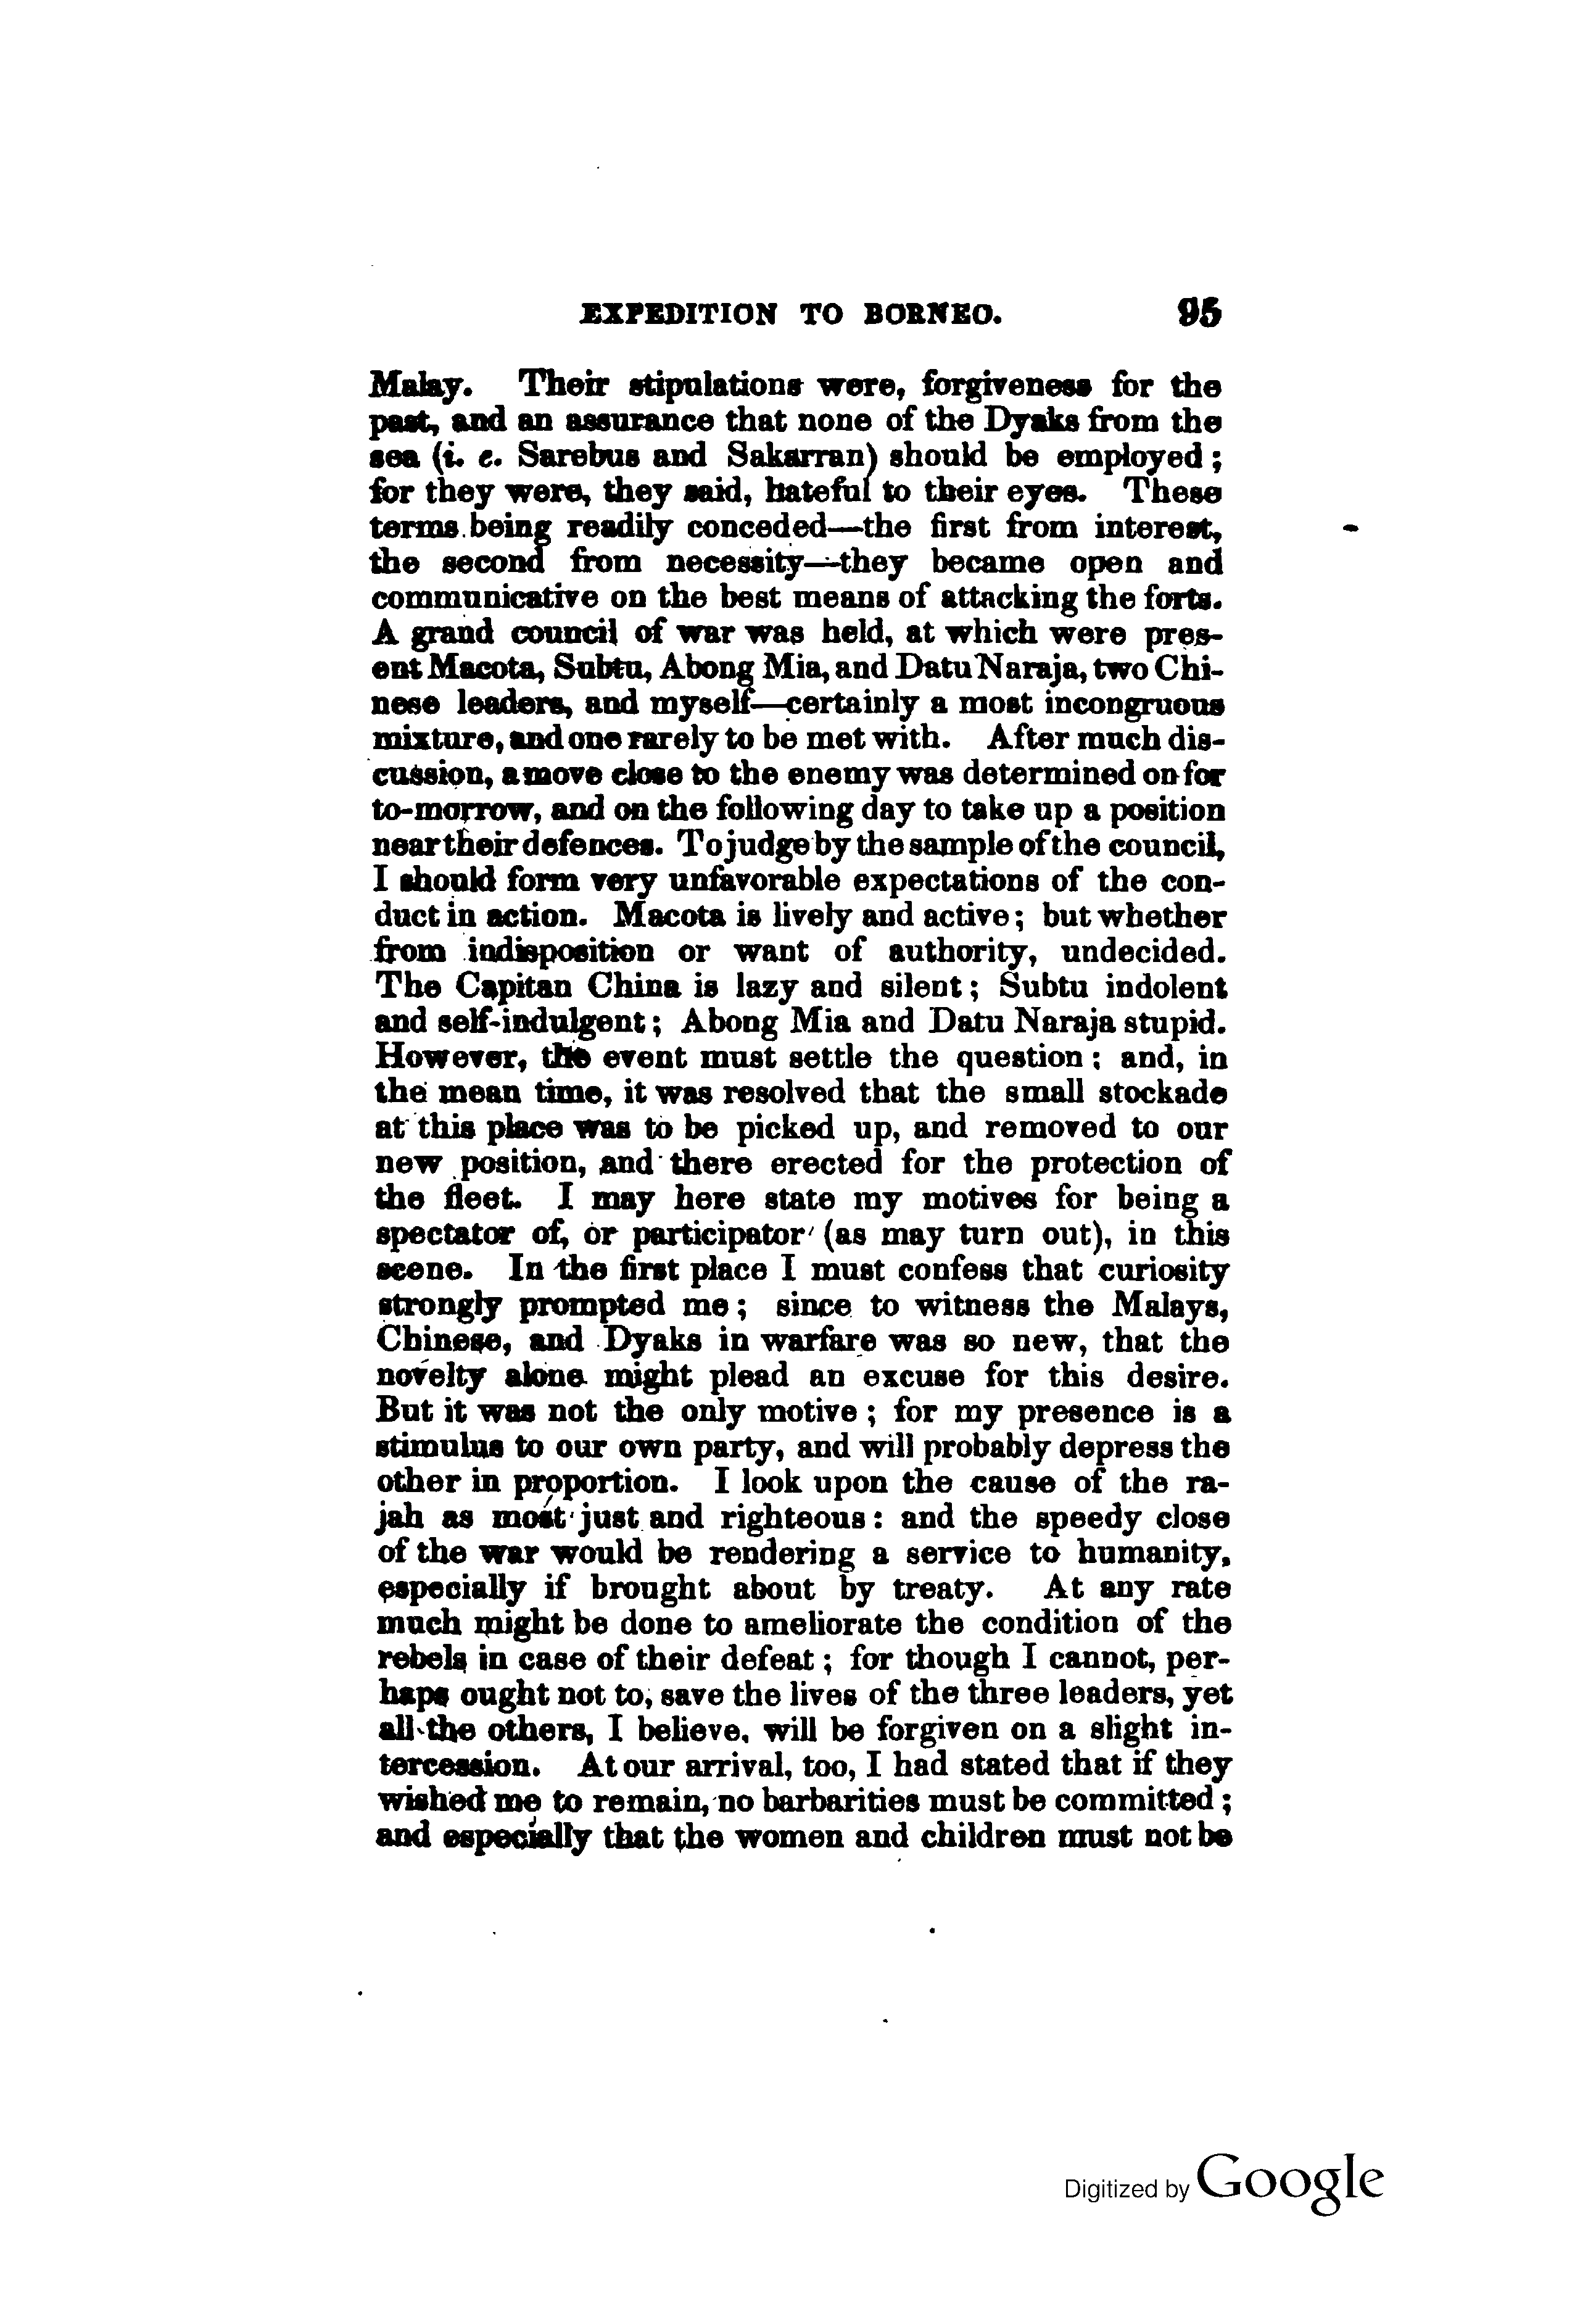 EXPEDITION TO BORNEO. 95
Malay. Their stipulations were, forgiveness for the
past, and an assurance that none of the Dyaks from the
sea (i. e. Sarebus and Sakarran) should be employed;
for they were, they said, hateful to their eyes. These
terms being readily conceded—the first from interest,
the second from necessity—they became open and
communicative on the best means of attacking the forts.
A grand council of war was held, at which were pres-
ent Macota, Subtu, Abong Mia, and Datu Naraja, two Chi-
nese leaders, and myself—certainly a most incongruous
mixture, and one rarely to be met with. After much dis-
cussion, a move close to the enemy was determined on for
to-morrow, and on the following day to take up a position
near their defences. To judge by the sample of the council,
I should form very unfavorable expectations of the con-
duct in action. Macota is lively and active; but whether
from indisposition or want of authority, undecided.
The Capitan China is lazy and silent; Subtu indolent
and self-indulgent; Abong Mia and Datu Naraja stupid.
However, the event must settle the question; and, in
the mean time, it was resolved that the small stockade
at this place was to be picked up, and removed to our
new position, and there erected for the protection of
the fleet. I may here state my motives for being a
spectator of, or participator (as may turn out), in this
scene. In the first place I must confess that curiosity
strongly prompted me; since to witness the Malays,
Chinese, and Dyaks in warfare was so new, that the
novelty alone might plead an excuse for this desire.
But it was not the only motive; for my presence is a
stimulus to our own party, and will probably depress the
other in proportion. I look upon the cause of the ra-
jah as most just and righteous: and the speedy close
of the war would be rendering a service to humanity,
especially if brought about by treaty. At any rate
much might be done to ameliorate the condition of the
rebels in case of their defeat; for though I cannot, per-
haps ought not to, save the lives of the three leaders, yet
all the others, I believe, will be forgiven on a slight in-
tercession. At our arrival, too, I had stated that if they
wished me to remain, no barbarities must be committed;
and especially that the women and children must not be
Digitized by Google